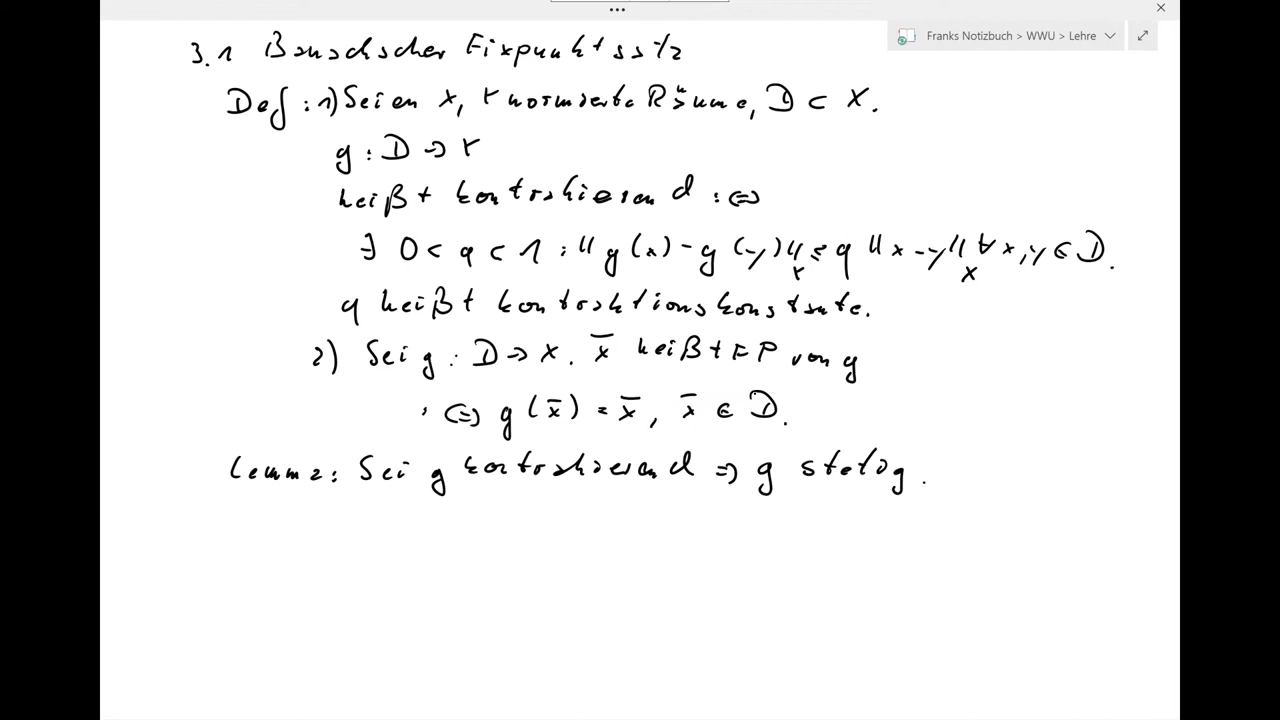 Franks Notizbuch > WWU > Lehre
3.1 Banachscher Fixpunktssatz
Def: 1) Seien X, Y normierte Räume, D ⊂ X.
g : D → Y
heißt kontrahierend :⇔
∃ 0 < q < 1 : ‖g(x) - g(y)‖_Y ≤ q ‖x - y‖_X ∀ x, y ∈ D.
q heißt Kontraktionskonstante.
2) Sei g : D → X. x̄ heißt FP von g
:⇔ g(x̄) = x̄, x̄ ∈ D.
Lemma: Sei g kontrahierend ⇒ g stetig.